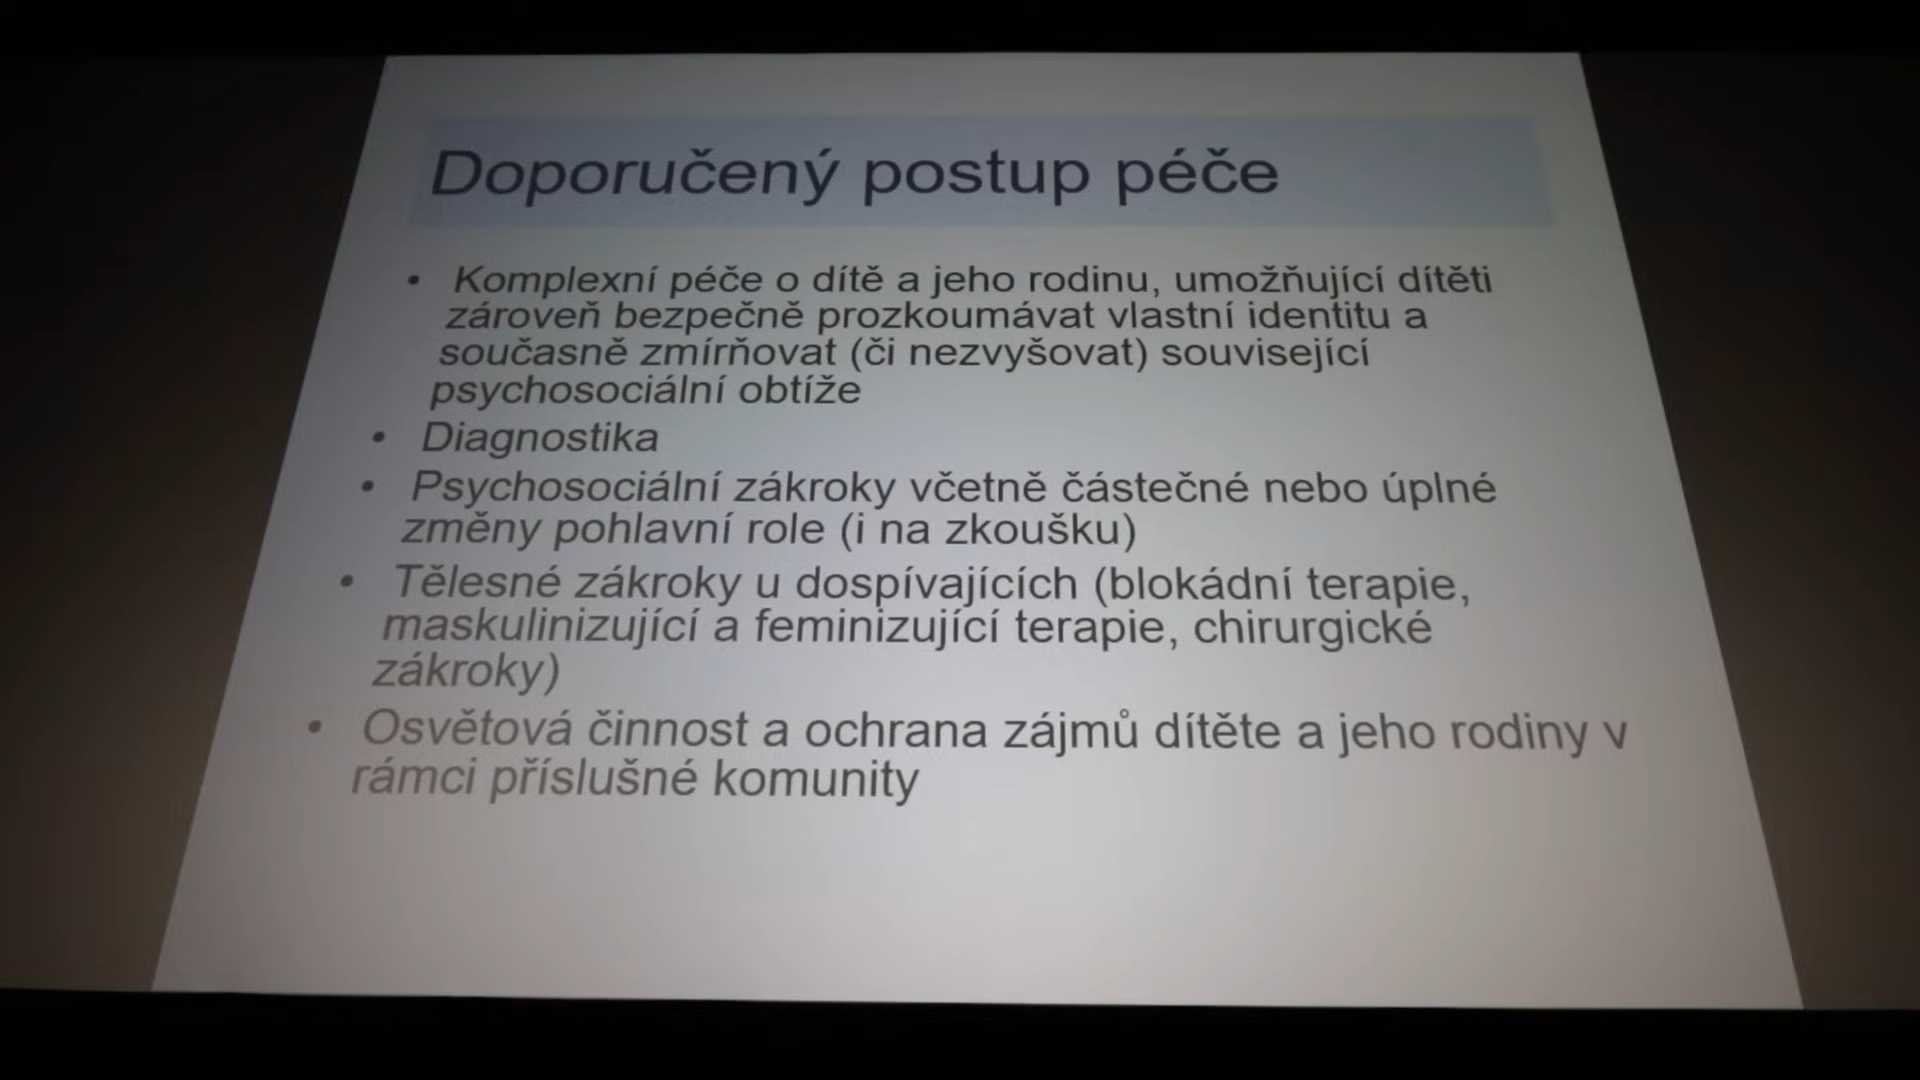 Doporučený postup péče
• Komplexní péče o dítě a jeho rodinu, umožňující dítěti
zároveň bezpečně prozkoumávat vlastní identitu a
současně zmírňovat (či nezvyšovat) související
psychosociální obtíže
• Diagnostika
• Psychosociální zákroky včetně částečné nebo úplné
změny pohlavní role (i na zkoušku)
• Tělesné zákroky u dospívajících (blokádní terapie,
maskulinizující a feminizující terapie, chirurgické
zákroky)
• Osvětová činnost a ochrana zájmů dítěte a jeho rodiny v
rámci příslušné komunity